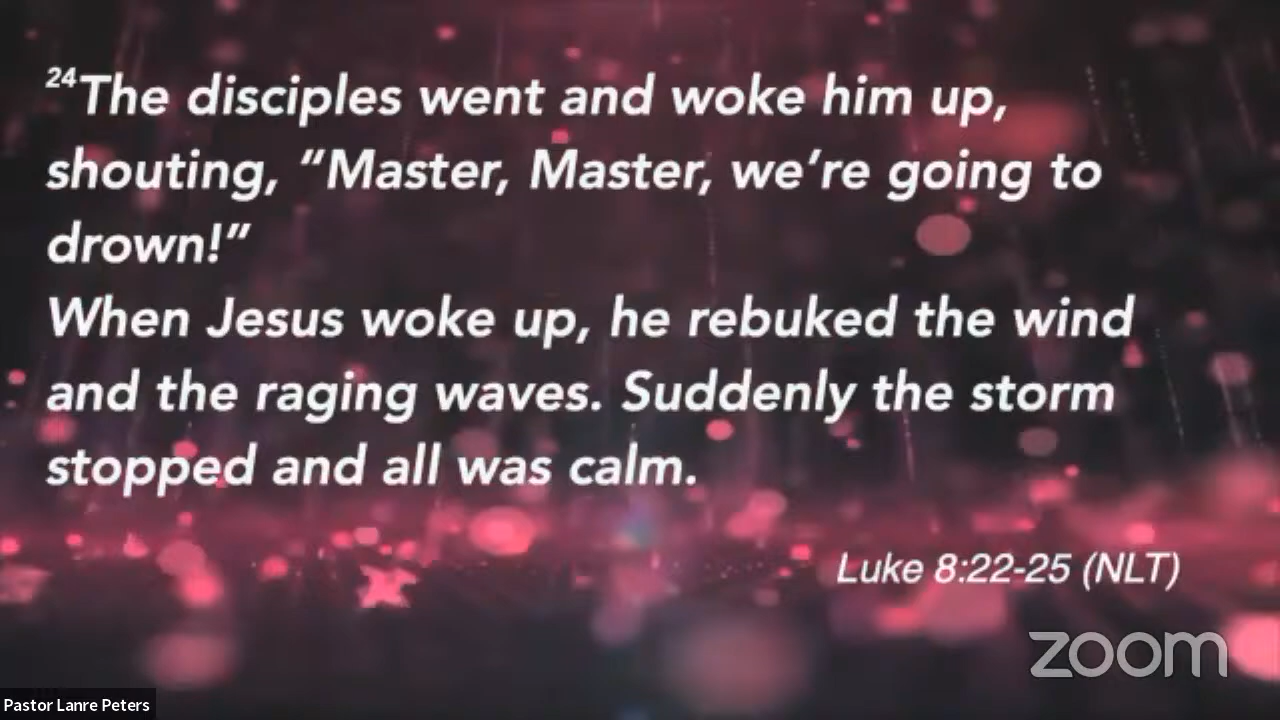 24The disciples went and woke him up,
shouting, “Master, Master, we’re going to
drown!”
When Jesus woke up, he rebuked the wind
and the raging waves. Suddenly the storm
stopped and all was calm.
Luke 8:22-25 (NLT)
zoom
Pastor Lanre Peters